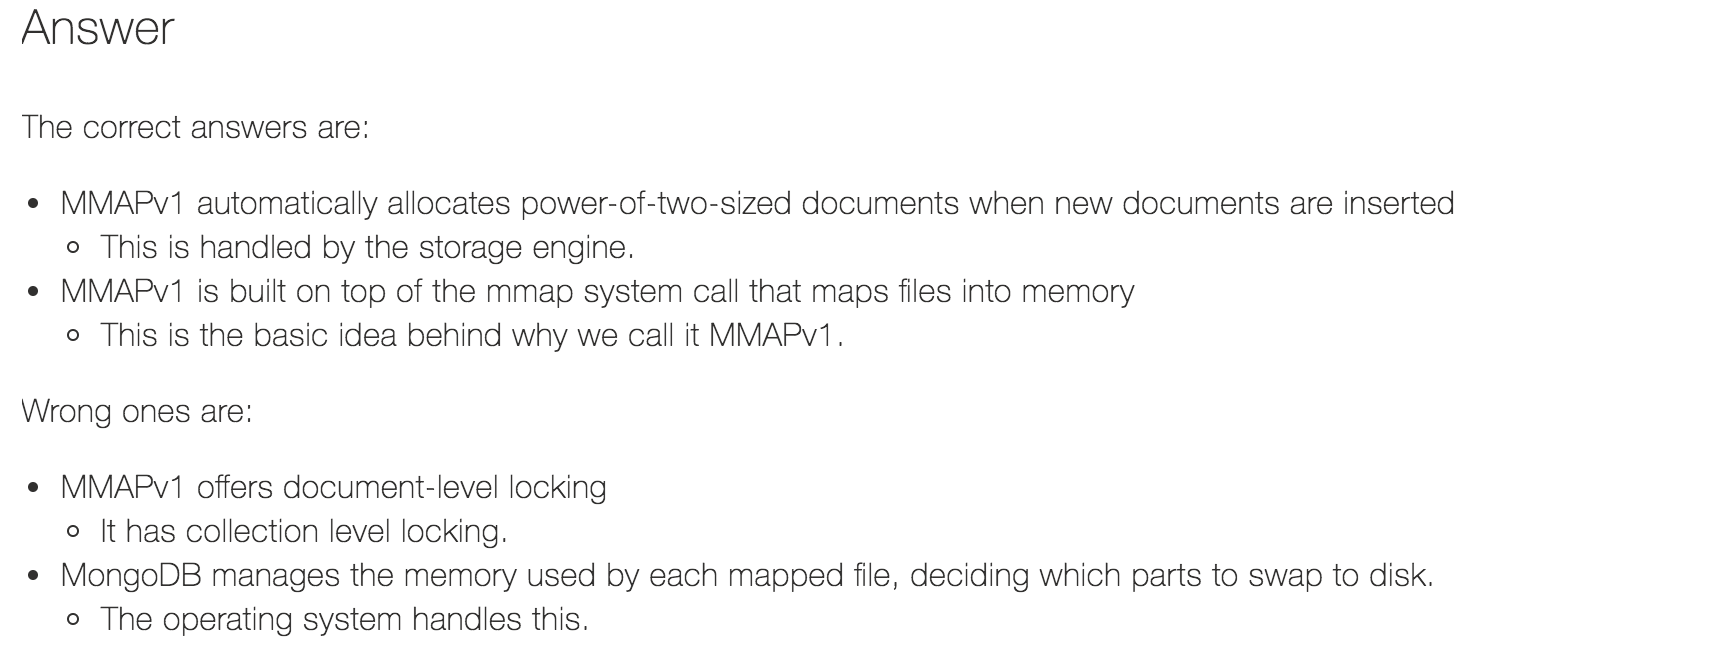 Answer
The correct answers are:
• MMAPv1 automatically allocates power-of-two-sized documents when new documents are inserted
◦ This is handled by the storage engine.
• MMAPv1 is built on top of the mmap system call that maps files into memory
◦ This is the basic idea behind why we call it MMAPv1.
Wrong ones are:
• MMAPv1 offers document-level locking
◦ It has collection level locking.
• MongoDB manages the memory used by each mapped file, deciding which parts to swap to disk.
◦ The operating system handles this.